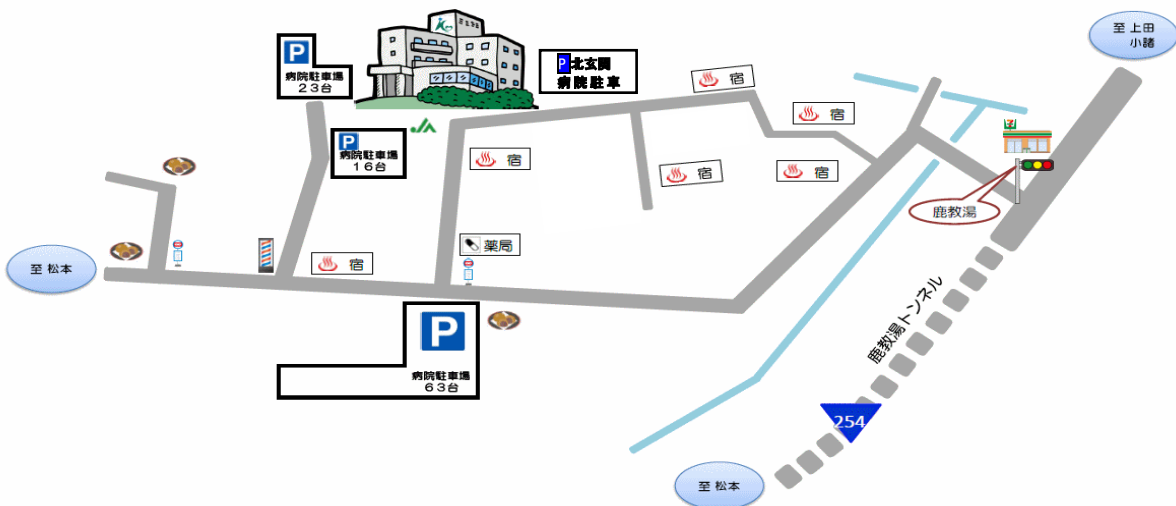 至 上田
小諸
P
病院駐車場
23台
P 北玄関
病院駐車
宿
宿
P
病院駐車場
16台
JA
宿
宿
宿
7
鹿教湯
薬局
至 松本
宿
P
病院駐車場
63台
鹿教湯トンネル
254
至 松本